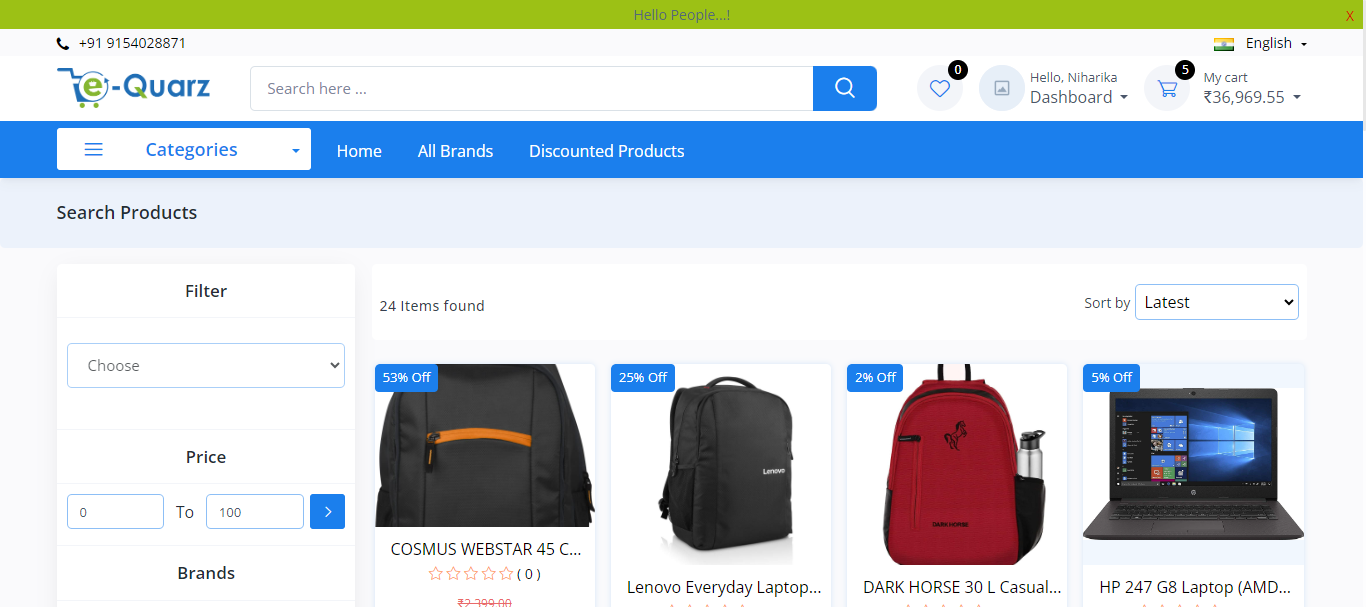 Hello People...!
X
+91 9154028871
English
e-Quarz
Search here ...
0
Hello, Niharika
Dashboard
5
My cart
₹36,969.55
Categories
Home
All Brands
Discounted Products
Search Products
Filter
Choose
Price
0
To
100
Brands
24 Items found
Sort by
Latest
53% Off
COSMUS WEBSTAR 45 C...
( 0 )
₹2,399.00
25% Off
Lenovo
Lenovo Everyday Laptop...
2% Off
DARK HORSE
DARK HORSE 30 L Casual...
5% Off
hp
HP 247 G8 Laptop (AMD...